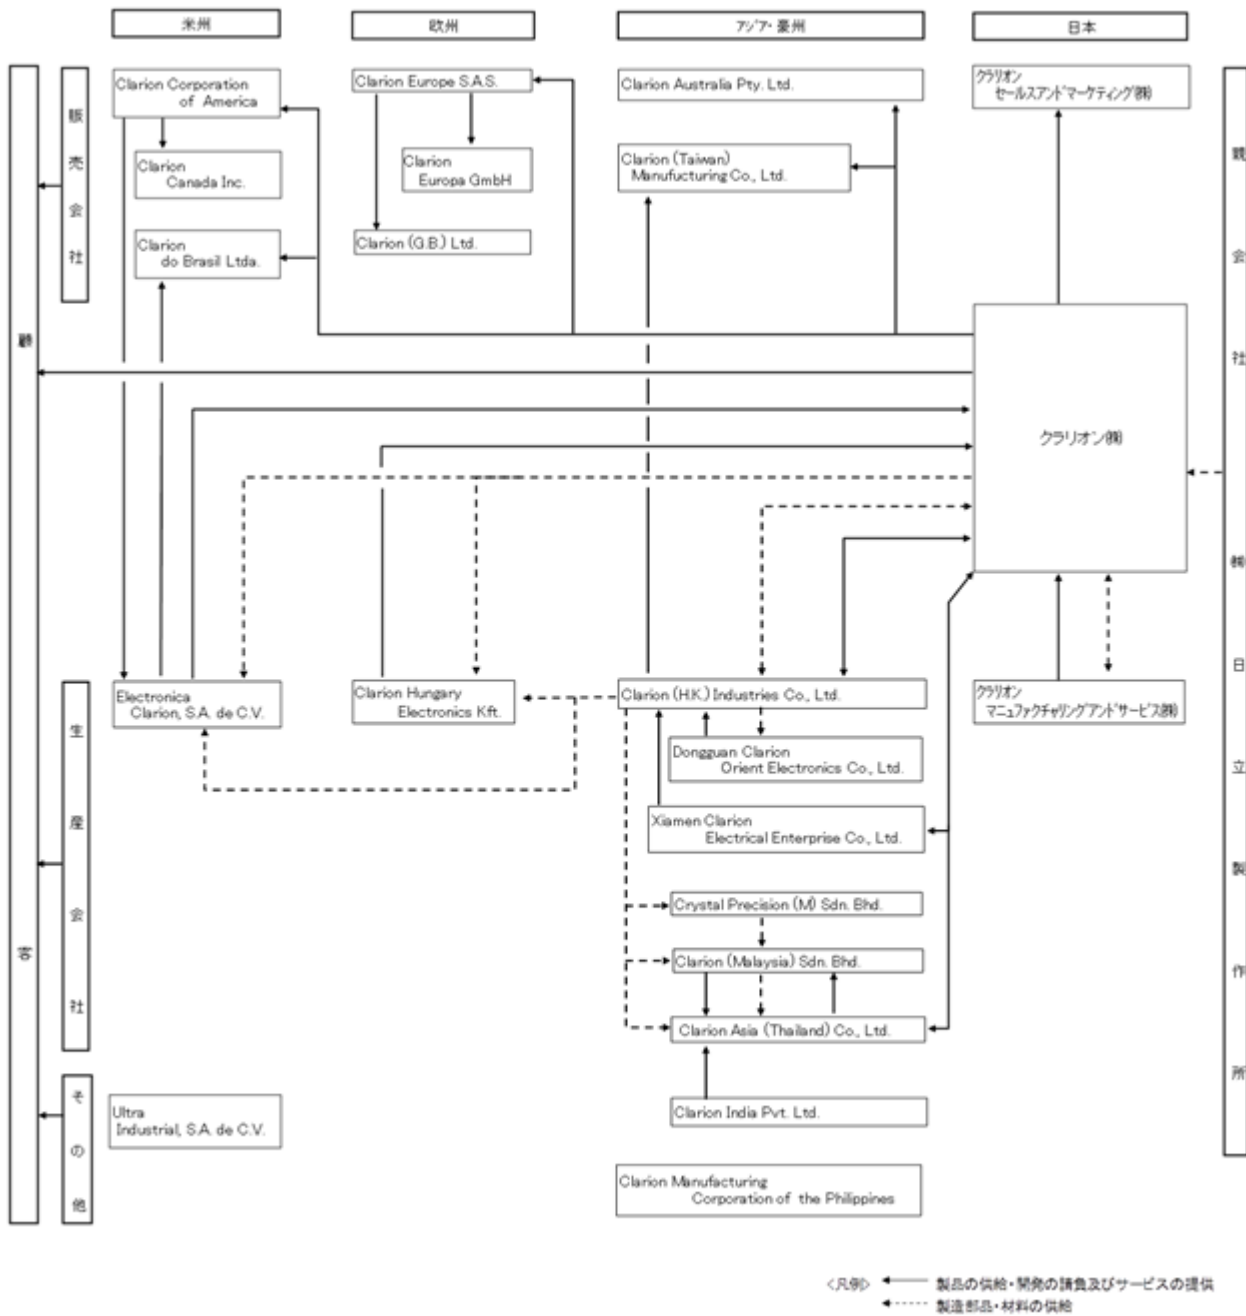 米州
欧州
アジア・豪州
日本
販売会社
Clarion Corporation
of America
Clarion
Canada Inc.
Clarion
do Brasil Ltda.
Clarion Europe S.A.S.
Clarion
Europa GmbH
Clarion (G.B.) Ltd.
Clarion Australia Pty. Ltd.
Clarion (Taiwan)
Manufucturing Co., Ltd.
クラリオン
セールスアンドマーケティング㈱
クラリオン㈱
親会社㈱日立製作所
顧客
生産会社
Electronica
Clarion, S.A. de C.V.
Clarion Hungary
Electronics Kft.
Clarion (H.K.) Industries Co., Ltd.
Dongguan Clarion
Orient Electronics Co., Ltd.
Xiamen Clarion
Electrical Enterprise Co., Ltd.
Crystal Precision (M) Sdn. Bhd.
Clarion (Malaysia) Sdn. Bhd.
Clarion Asia (Thailand) Co., Ltd.
Clarion India Pvt. Ltd.
クラリオン
マニュファクチャリングアンドサービス㈱
その他
Ultra
Industrial, S.A. de C.V.
Clarion Manufacturing
Corporation of the Philippines
<凡例>
製品の供給・開発の請負及びサービスの提供
製造部品・材料の供給